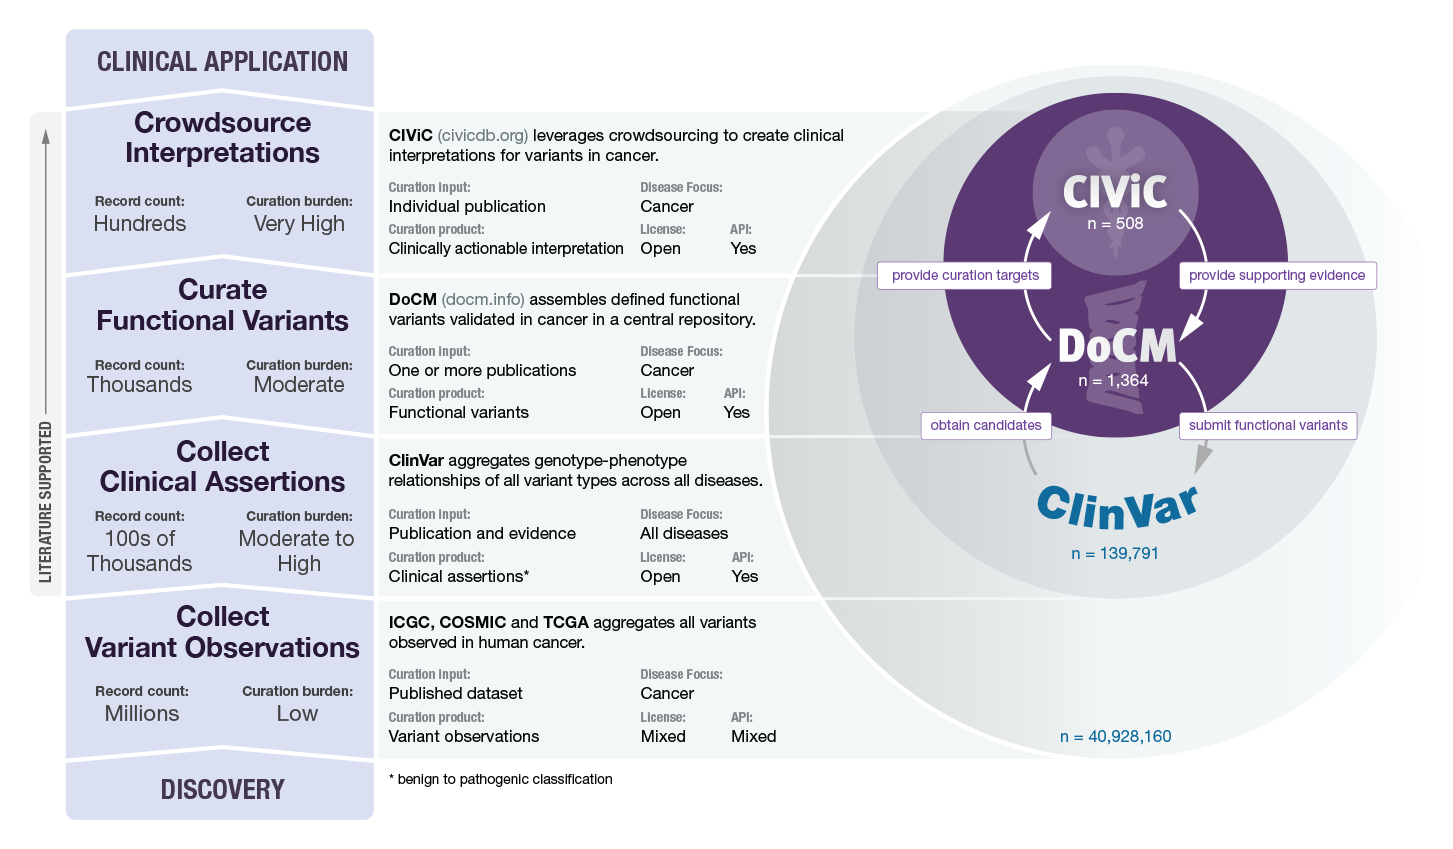 CLINICAL APPLICATION
LITERATURE SUPPORTED
Crowdsource
Interpretations
Record count:
Hundreds
Curation burden:
Very High
CIViC (civicdb.org) leverages crowdsourcing to create clinical
interpretations for variants in cancer.
Curation Input:
Individual publication
Disease Focus:
Cancer
Curation product:
Clinically actionable interpretation
License:
Open
API:
Yes
Curate
Functional Variants
Record count:
Thousands
Curation burden:
Moderate
DoCM (docm.info) assembles defined functional
variants validated in cancer in a central repository.
Curation Input:
One or more publications
Disease Focus:
Cancer
Curation product:
Functional variants
License:
Open
API:
Yes
Collect
Clinical Assertions
Record count:
100s of
Thousands
Curation burden:
Moderate to
High
ClinVar aggregates genotype-phenotype
relationships of all variant types across all diseases.
Curation Input:
Publication and evidence
Disease Focus:
All diseases
Curation product:
Clinical assertions*
License:
Open
API:
Yes
Collect
Variant Observations
Record count:
Millions
Curation burden:
Low
ICGC, COSMIC and TCGA aggregates all variants
observed in human cancer.
Curation Input:
Published dataset
Disease Focus:
Cancer
Curation product:
Variant observations
License:
Mixed
API:
Mixed
DISCOVERY
* benign to pathogenic classification
CIViC
n = 508
provide curation targets
provide supporting evidence
DoCM
n = 1,364
obtain candidates
submit functional variants
ClinVar
n = 139,791
n = 40,928,160